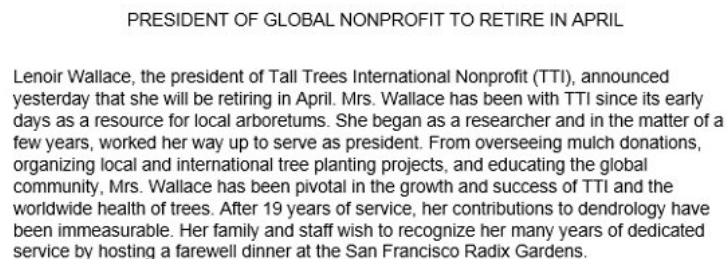 PRESIDENT OF GLOBAL NONPROFIT TO RETIRE IN APRIL
Lenoir Wallace, the president of Tall Trees International Nonprofit (TTI), announced
yesterday that she will be retiring in April. Mrs. Wallace has been with TTI since its early
days as a resource for local arboretums. She began as a researcher and in the matter of a
few years, worked her way up to serve as president. From overseeing mulch donations,
organizing local and international tree planting projects, and educating the global
community, Mrs. Wallace has been pivotal in the growth and success of TTI and the
worldwide health of trees. After 19 years of service, her contributions to dendrology have
been immeasurable. Her family and staff wish to recognize her many years of dedicated
service by hosting a farewell dinner at the San Francisco Radix Gardens.